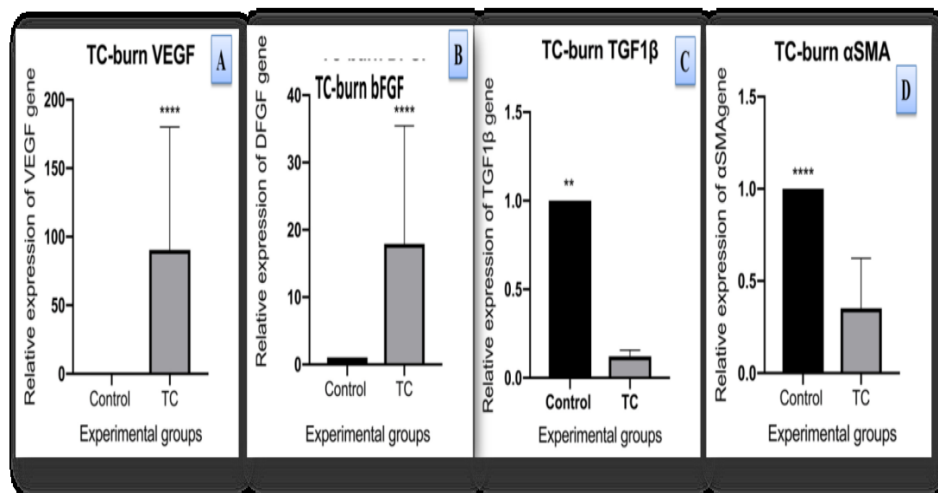 TC-burn VEGF
A
Relative expression of VEGF gene
200
150
100
50
0
****
Control
TC
Experimental groups
B
TC-burn bFGF
Relative expression of DFGF gene
40
30
20
10
0
****
Control
TC
Experimental groups
TC-burn TGF1β
C
Relative expression of TGF1β gene
1.5
1.0
0.5
0.0
**
Control
TC
Experimental groups
TC-burn αSMA
D
Relative expression of αSMAgene
1.5
1.0
0.5
0.0
****
Control
TC
Experimental groups